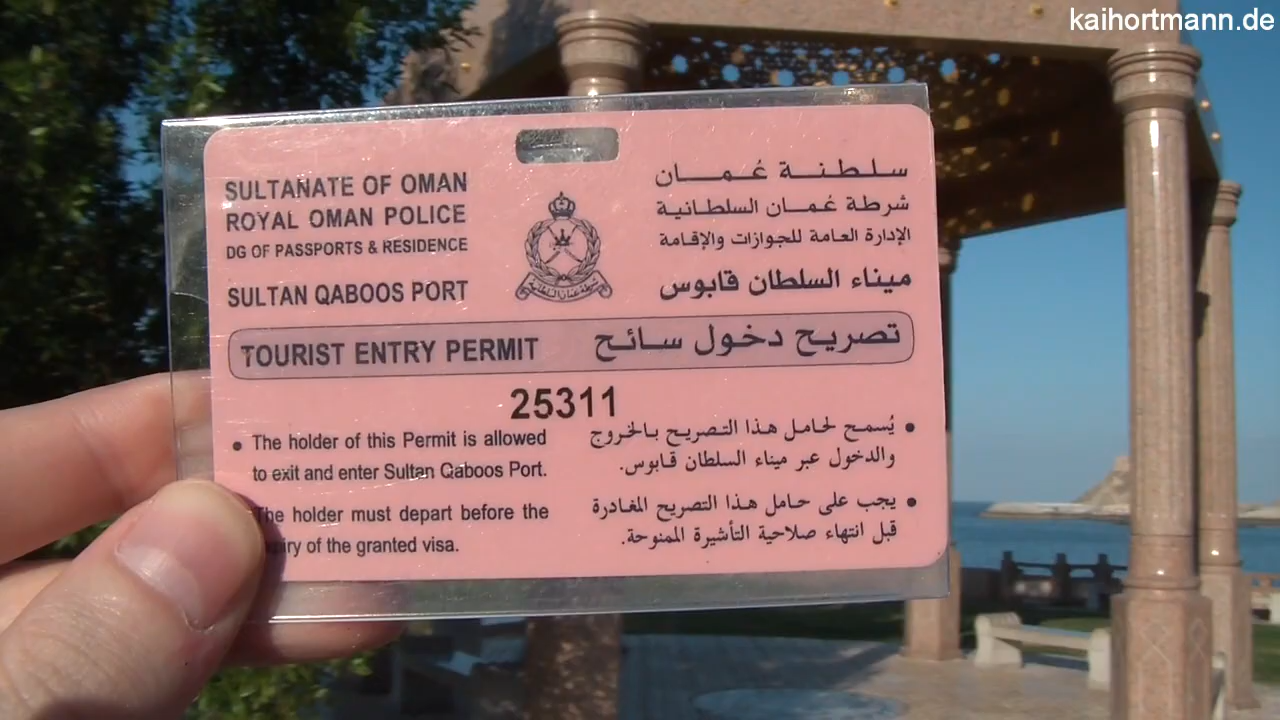 kaihortmann.de
SULTANATE OF OMAN
ROYAL OMAN POLICE
DG OF PASSPORTS & RESIDENCE
SULTAN QABOOS PORT
سلطنة عُمان
شرطة عُمان السلطانية
الإدارة العامة للجوازات والإقامة
ميناء السلطان قابوس
شرطة عمان السلطانية
TOURIST ENTRY PERMIT تصريح دخول سائح
25311
• The holder of this Permit is allowed
to exit and enter Sultan Qaboos Port.
The holder must depart before the
iry of the granted visa.
• يُسمح لحامل هذا التصريح بالخروج
والدخول عبر ميناء السلطان قابوس.
• يجب على حامل هذا التصريح المغادرة
قبل انتهاء صلاحية التأشيرة الممنوحة.